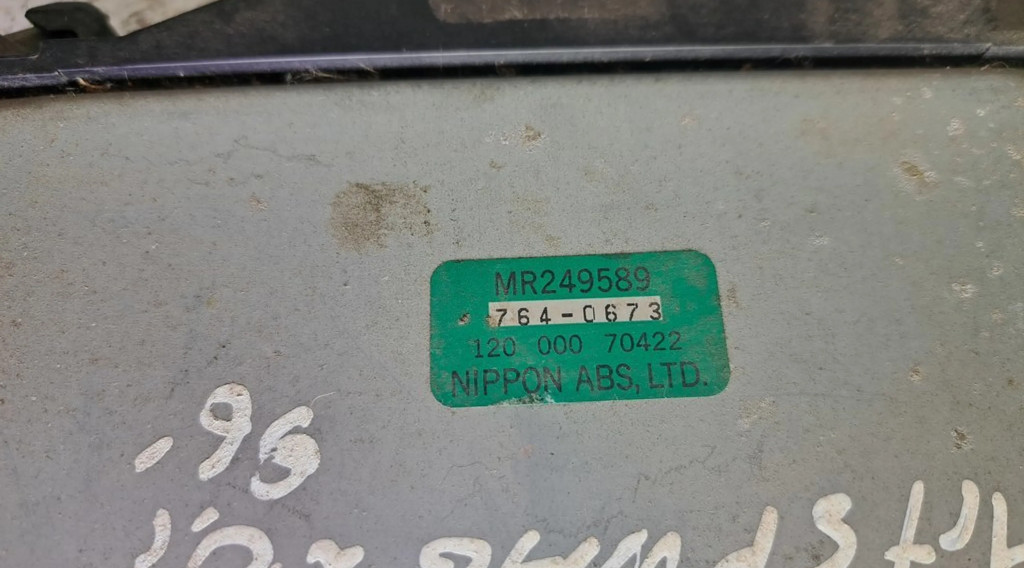 MR249589
764-0673
120 000 70422
NIPPON ABS, LTD.
96.